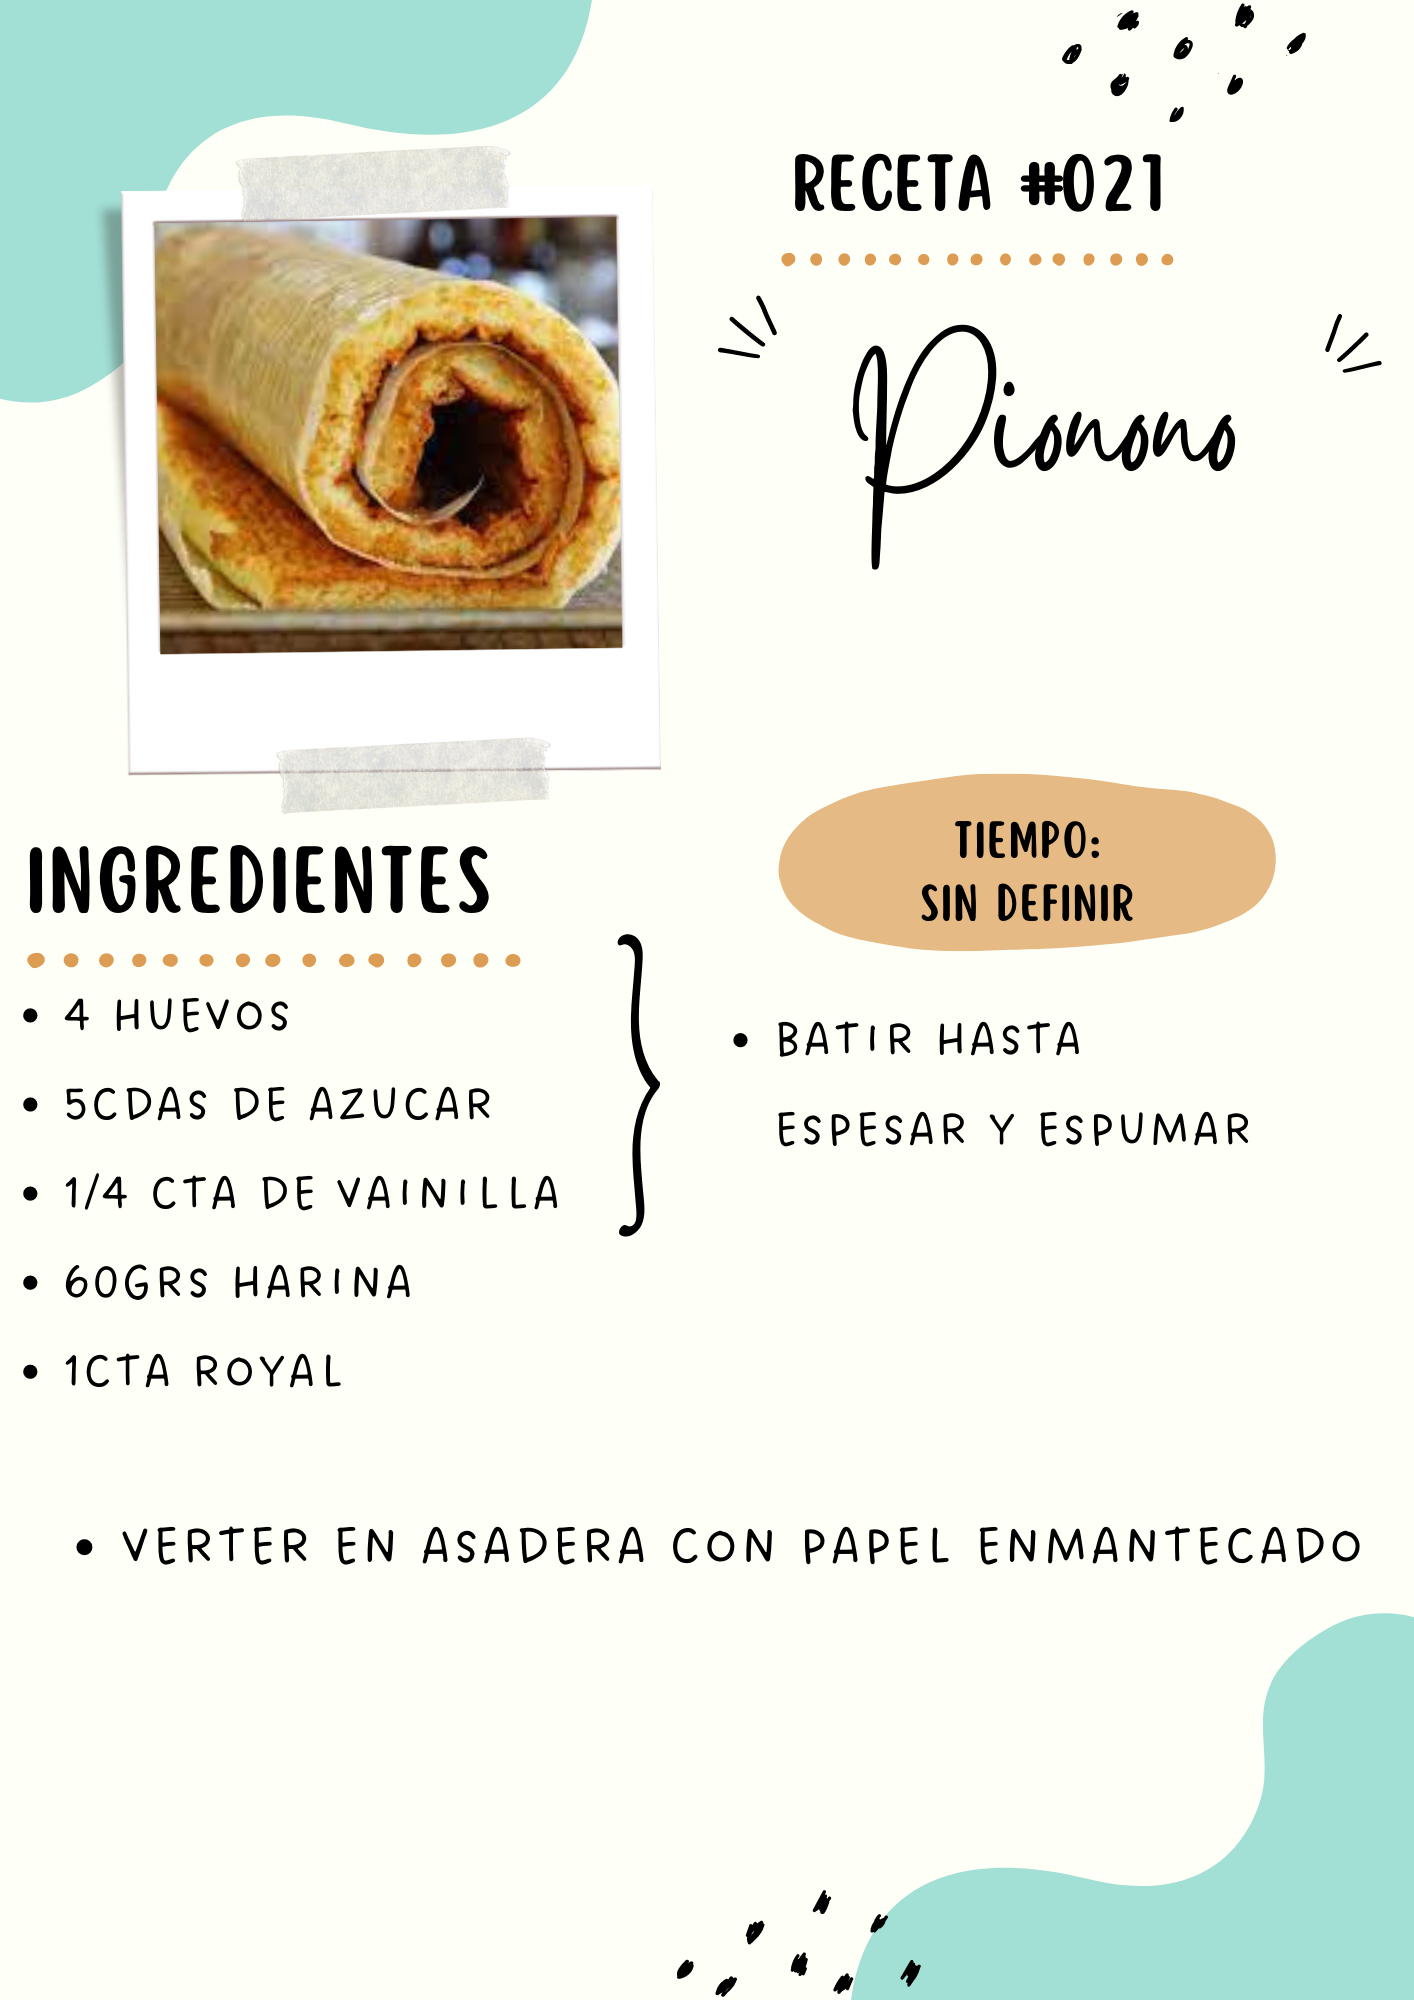 RECETA #021
Pionono
INGREDIENTES
• 4 HUEVOS
• 5CDAS DE AZUCAR
• 1/4 CTA DE VAINILLA
• 60GRS HARINA
• 1CTA ROYAL
TIEMPO:
SIN DEFINIR
• BATIR HASTA
ESPESAR Y ESPUMAR
• VERTER EN ASADERA CON PAPEL ENMANTECADO